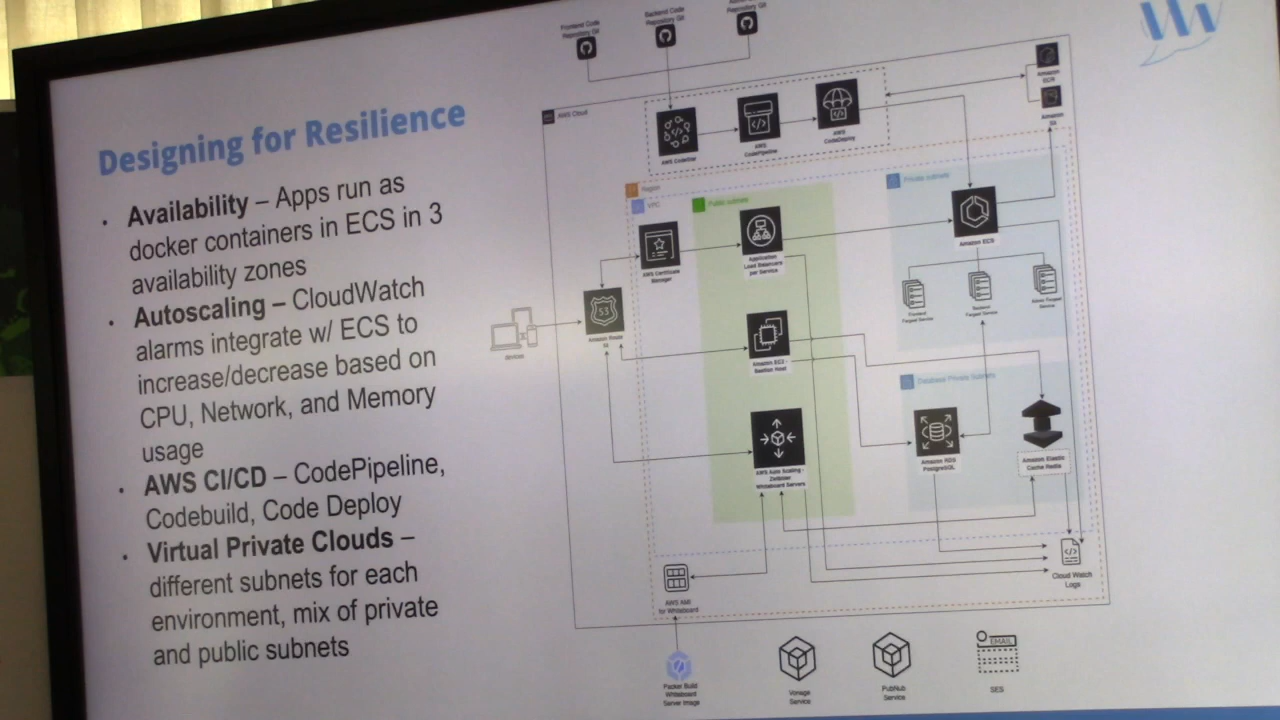 Designing for Resilience
• Availability – Apps run as
docker containers in ECS in 3
availability zones
• Autoscaling – CloudWatch
alarms integrate w/ ECS to
increase/decrease based on
CPU, Network, and Memory
usage
• AWS CI/CD – CodePipeline,
Codebuild, Code Deploy
• Virtual Private Clouds –
different subnets for each
environment, mix of private
and public subnets
Frontend Code
Repository Git
Backend Code
Repository Git
Repository Git
AWS Cloud
AWS CodeStar
AWS
CodePipeline
AWS
CodeDeploy
Amazon
ECR
Amazon
Region
VPC
Public subnets
Private subnets
AWS Certificate
Manager
Application
Load Balancers
per Service
Amazon ECS
Frontend
Fargate Service
Backend
Fargate Service
Fargate
Service
Devices
53
Amazon Route
53
Amazon EC2 -
Bastion Host
Database Private Subnets
AWS Auto Scaling -
Whiteboard Servers
Amazon RDS
PostgreSQL
Amazon Elastic
Cache Redis
AWS AMI
for Whiteboard
Cloud Watch
Logs
Packer Build
Whiteboard
Server Image
Vonage
Service
PubNub
Service
EMAIL
SES